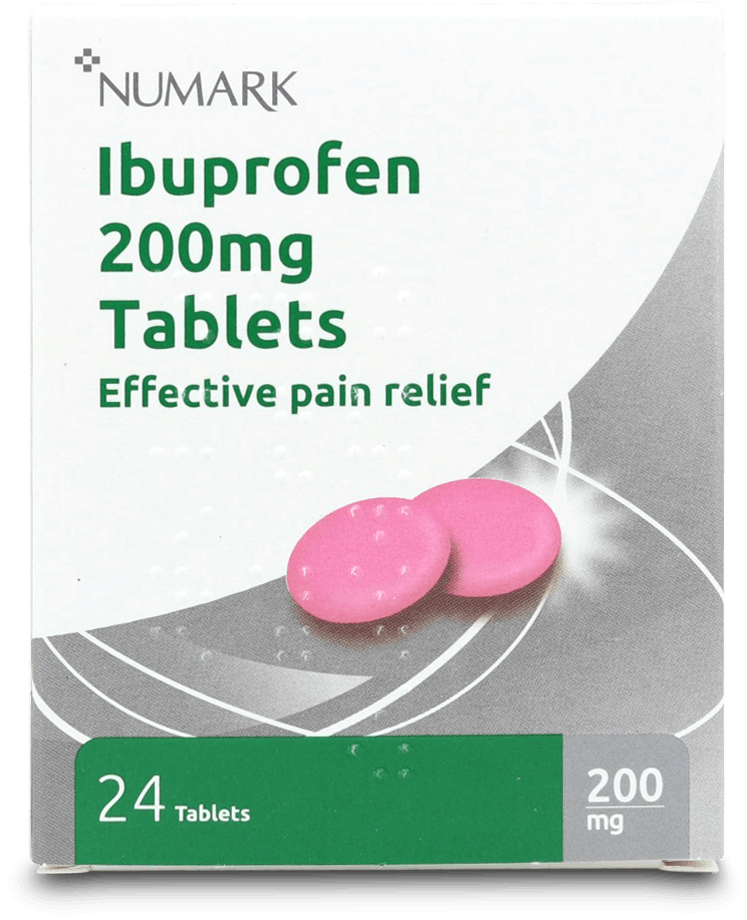 NUMARK
Ibuprofen
200mg
Tablets
Effective pain relief
24 Tablets
200
mg